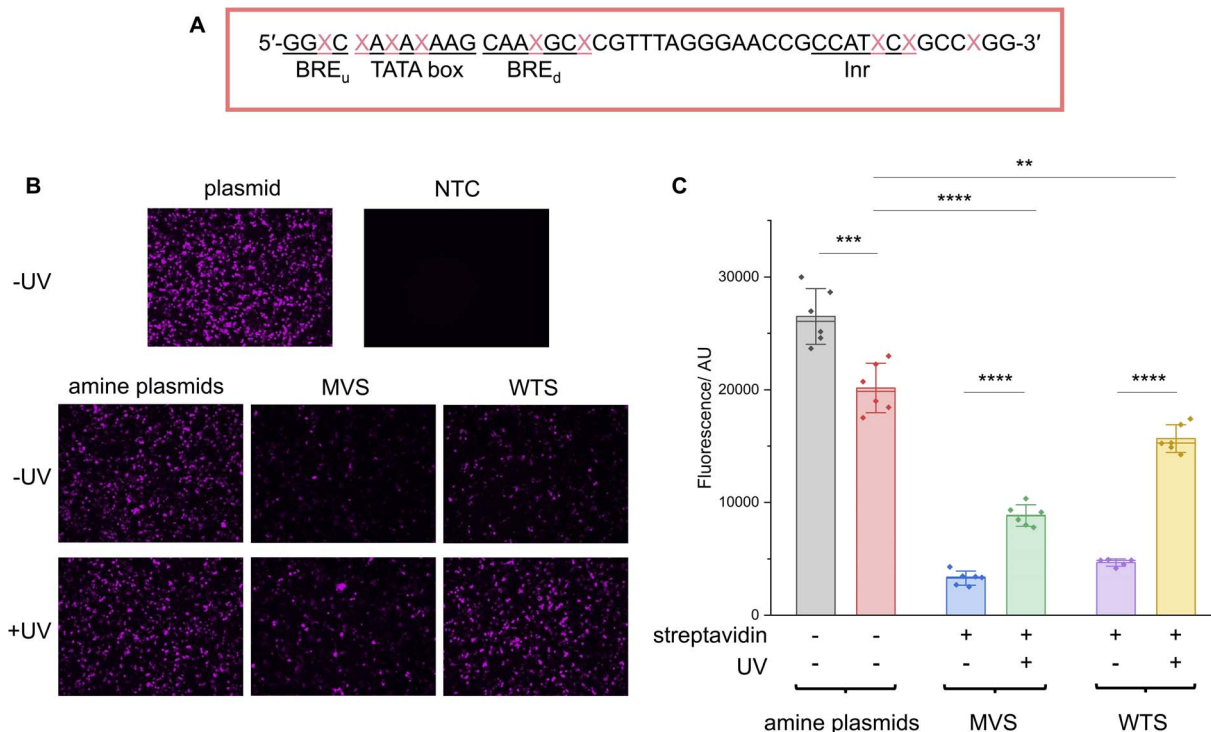 A
5′-GGXC XAXAXAAG CAAXGCXCGTTTAGGGAACCGCCATXCXGCCXGG-3′
BREu TATA box BREd Inr
B
plasmid NTC
-UV
amine plasmids MVS WTS
-UV
+UV
C
**
****
***
**** ****
Fluorescence/ AU
30000
20000
10000
0
streptavidin - - + + + +
UV - - - + - +
amine plasmids MVS WTS